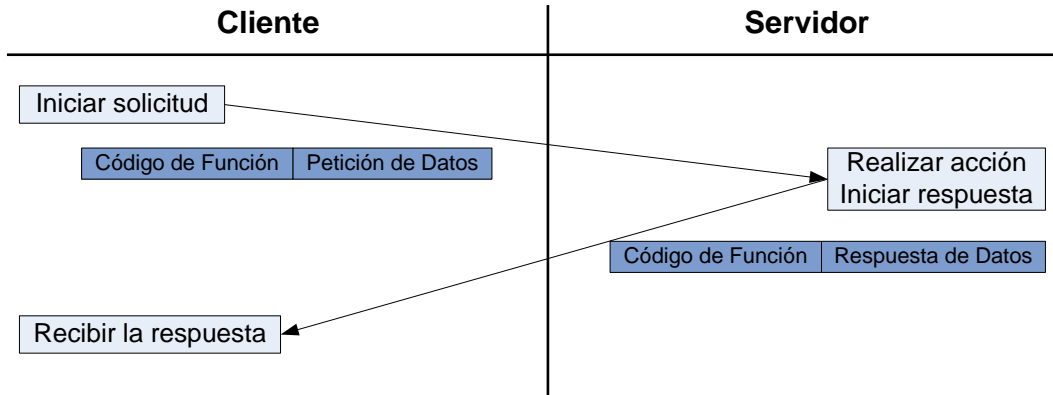 Cliente
Servidor
Iniciar solicitud
Código de Función
Petición de Datos
Realizar acción
Iniciar respuesta
Código de Función
Respuesta de Datos
Recibir la respuesta